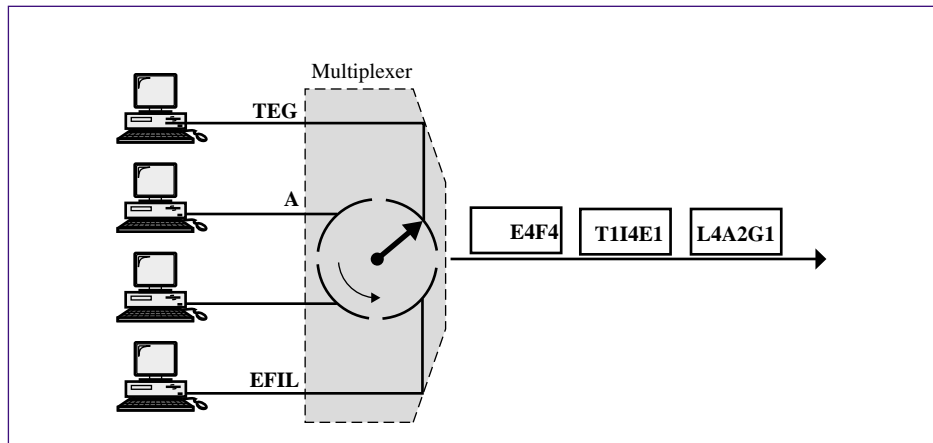 Multiplexer
TEG
A
E4F4
T1I4E1
L4A2G1
EFIL